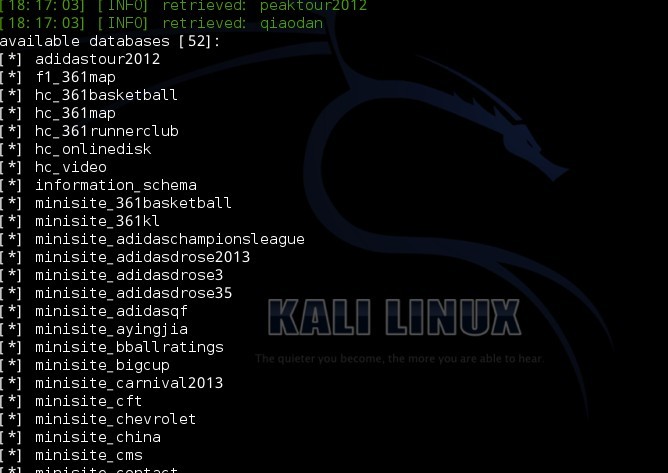 [18:17:03] [INFO] retrieved: peaktour2012
[18:17:03] [INFO] retrieved: qiaodan
available databases [52]:
[*] adidastour2012
[*] f1_361map
[*] hc_361basketball
[*] hc_361map
[*] hc_361runnerclub
[*] hc_onlinedisk
[*] hc_video
[*] information_schema
[*] minisite_361basketball
[*] minisite_361kl
[*] minisite_adidaschampionsleague
[*] minisite_adidasdrose2013
[*] minisite_adidasdrose3
[*] minisite_adidasdrose35
[*] minisite_adidasqf
[*] minisite_ayingjia
[*] minisite_bballratings
[*] minisite_bigcup
[*] minisite_carnival2013
[*] minisite_cft
[*] minisite_chevrolet
[*] minisite_china
[*] minisite_cms
[*] minisite_contact
KALI LINUX
The quieter you become, the more you are able to hear.